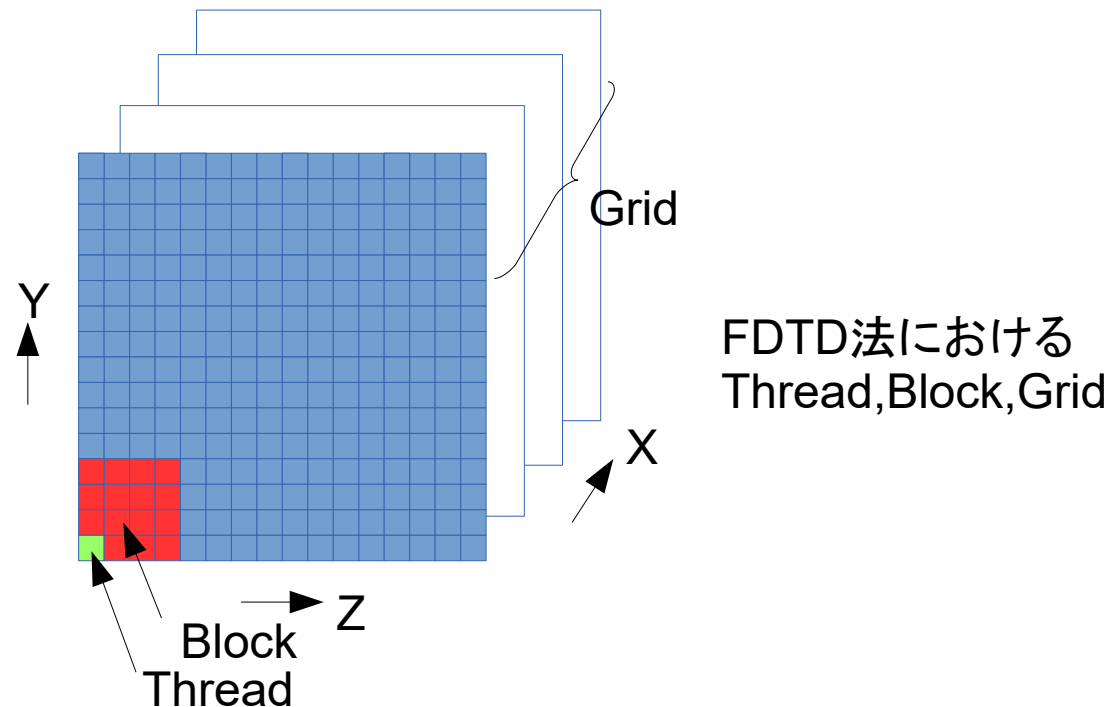 Grid
Y
FDTD法における
Thread,Block,Grid
X
Z
Block
Thread